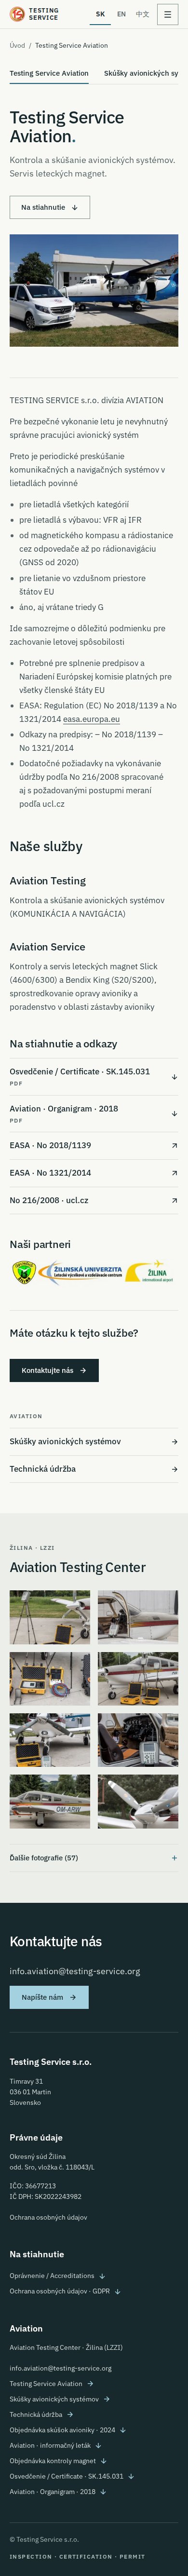 TESTING
SERVICE
SK EN 中文
Úvod / Testing Service Aviation
Testing Service Aviation Skúšky avionických sy
Testing Service
Aviation.
Kontrola a skúšanie avionických systémov.
Servis leteckých magnet.
Na stiahnutie ↓
TESTING SERVICE s.r.o. divízia AVIATION
Pre bezpečné vykonanie letu je nevyhnutný
správne pracujúci avionický systém
Preto je periodické preskúšanie
komunikačných a navigačných systémov v
lietadlách povinné
pre lietadlá všetkých kategórií
pre lietadlá s výbavou: VFR aj IFR
od magnetického kompasu a rádiostanice
cez odpovedače až po rádionavigáciu
(GNSS od 2020)
pre lietanie vo vzdušnom priestore
štátov EU
áno, aj vrátane triedy G
Ide samozrejme o dôležitú podmienku pre
zachovanie letovej spôsobilosti
Potrebné pre splnenie predpisov a
Nariadení Európskej komisie platných pre
všetky členské štáty EU
EASA: Regulation (EC) No 2018/1139 a No
1321/2014 easa.europa.eu
Odkazy na predpisy: – No 2018/1139 –
No 1321/2014
Dodatočné požiadavky na vykonávanie
údržby podľa No 216/2008 spracované
aj s požadovanými postupmi meraní
podľa ucl.cz
Naše služby
Aviation Testing
Kontrola a skúšanie avionických systémov
(KOMUNIKÁCIA A NAVIGÁCIA)
Aviation Service
Kontroly a servis leteckých magnet Slick
(4600/6300) a Bendix King (S20/S200),
sprostredkovanie opravy avioniky a
poradenstvo v oblasti zástavby avioniky
Na stiahnutie a odkazy
Osvedčenie / Certificate · SK.145.031
PDF
Aviation · Organigram · 2018
PDF
EASA · No 2018/1139
EASA · No 1321/2014
No 216/2008 · ucl.cz
Naši partneri
ŽILINSKÁ UNIVERZITA
Letecké výcvikové a vzdelávacie centrum
ŽILINA
international airport
Máte otázku k tejto službe?
Kontaktujte nás →
AVIATION
Skúšky avionických systémov
Technická údržba
ŽILINA · LZZI
Aviation Testing Center
OM-ARW
Ďalšie fotografie (57) +
Kontaktujte nás
info.aviation@testing-service.org
Napíšte nám →
Testing Service s.r.o.
Timravy 31
036 01 Martin
Slovensko
Právne údaje
Okresný súd Žilina
odd. Sro, vložka č. 118043/L
IČO: 36677213
IČ DPH: SK2022243982
Ochrana osobných údajov
Na stiahnutie
Oprávnenie / Accreditations ↓
Ochrana osobných údajov · GDPR ↓
Aviation
Aviation Testing Center · Žilina (LZZI)
info.aviation@testing-service.org
Testing Service Aviation →
Skúšky avionických systémov →
Technická údržba →
Objednávka skúšok avioniky · 2024 ↓
Aviation · informačný leták ↓
Objednávka kontroly magnet ↓
Osvedčenie / Certificate · SK.145.031 ↓
Aviation · Organigram · 2018 ↓
© Testing Service s.r.o.
INSPECTION · CERTIFICATION · PERMIT